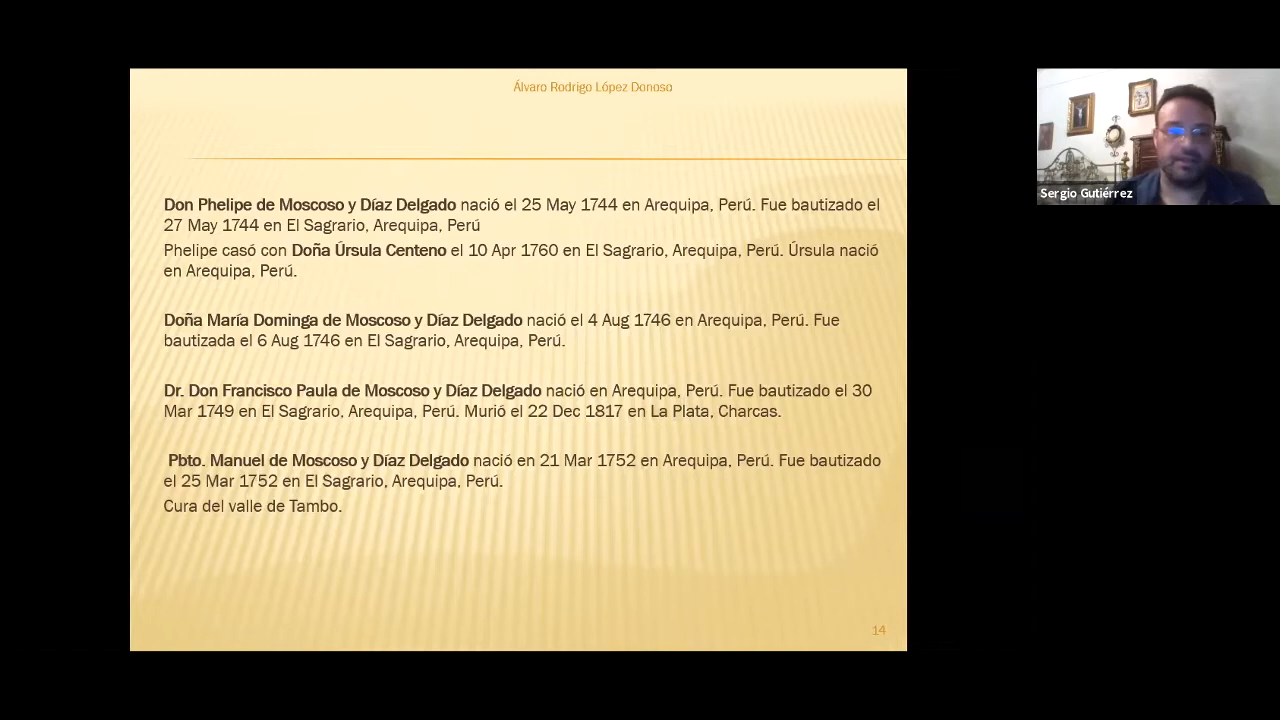 Álvaro Rodrigo López Donoso
Don Phelipe de Moscoso y Díaz Delgado nació el 25 May 1744 en Arequipa, Perú. Fue bautizado el
27 May 1744 en El Sagrario, Arequipa, Perú
Phelipe casó con Doña Úrsula Centeno el 10 Apr 1760 en El Sagrario, Arequipa, Perú. Úrsula nació
en Arequipa, Perú.
Doña María Dominga de Moscoso y Díaz Delgado nació el 4 Aug 1746 en Arequipa, Perú. Fue
bautizada el 6 Aug 1746 en El Sagrario, Arequipa, Perú.
Dr. Don Francisco Paula de Moscoso y Díaz Delgado nació en Arequipa, Perú. Fue bautizado el 30
Mar 1749 en El Sagrario, Arequipa, Perú. Murió el 22 Dec 1817 en La Plata, Charcas.
Pbto. Manuel de Moscoso y Díaz Delgado nació en 21 Mar 1752 en Arequipa, Perú. Fue bautizado
el 25 Mar 1752 en El Sagrario, Arequipa, Perú.
Cura del valle de Tambo.
14
Sergio Gutiérrez